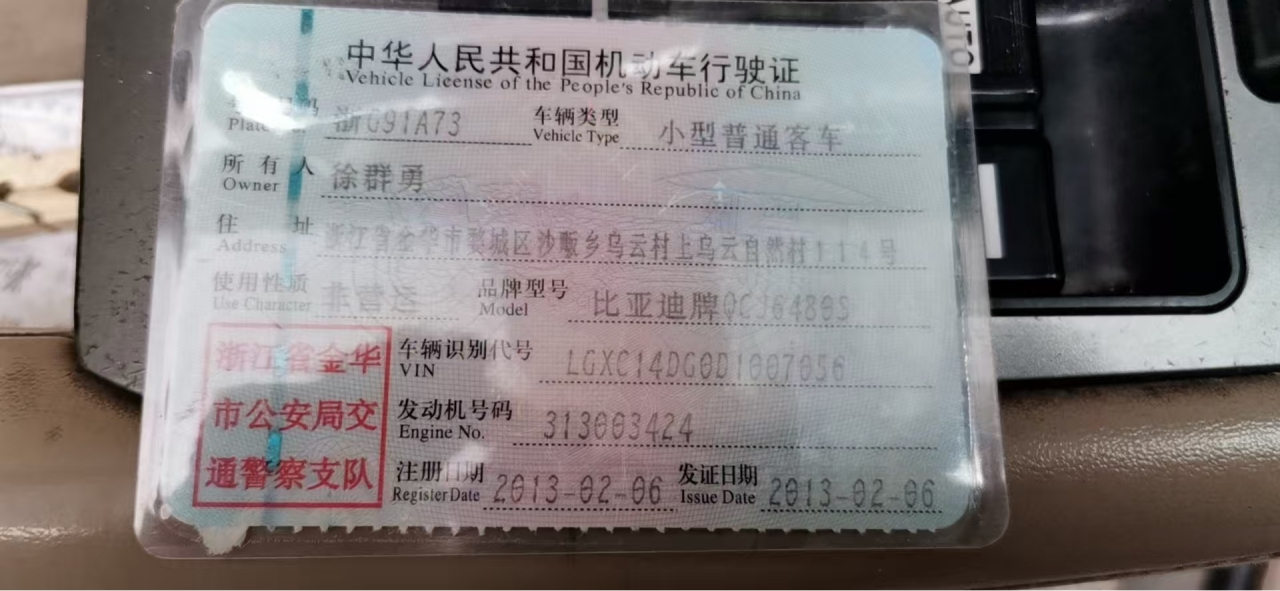 AUTO
中华人民共和国机动车行驶证
Vehicle License of the People's Republic of China
号码 浙G91A73 车辆类型 小型普通客车
Plate Vehicle Type
所有人 徐群勇
Owner
住址 浙江省金华市婺城区沙畈乡乌云村上乌云自然村114号
Address
使用性质 非营运 品牌型号 比亚迪牌QCJ6480S
Use Character Model
浙江省金华
市公安局交
通警察支队
车辆识别代号 LGXC14DG0D1007056
VIN
发动机号码 313003424
Engine No.
注册日期 2013-02-06 发证日期 2013-02-06
Register Date Issue Date